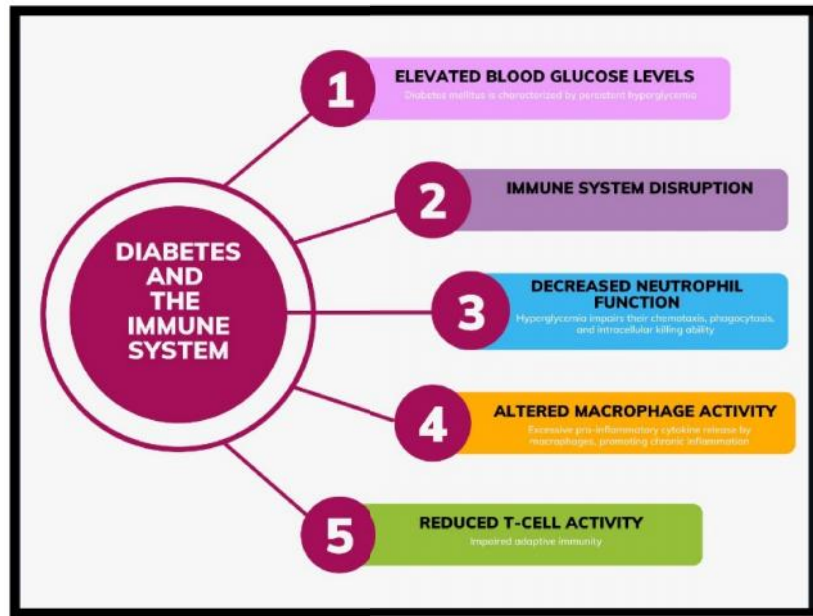 DIABETES
AND
THE
IMMUNE
SYSTEM
1
ELEVATED BLOOD GLUCOSE LEVELS
Diabetes mellitus is characterized by persistent hyperglycemia
2
IMMUNE SYSTEM DISRUPTION
3
DECREASED NEUTROPHIL
FUNCTION
Hyperglycemia impairs their chemotaxis, phagocytosis,
and intracellular killing ability
4
ALTERED MACROPHAGE ACTIVITY
Excessive pro-inflammatory cytokine release by
macrophages, promoting chronic inflammation
5
REDUCED T-CELL ACTIVITY
Impaired adaptive immunity